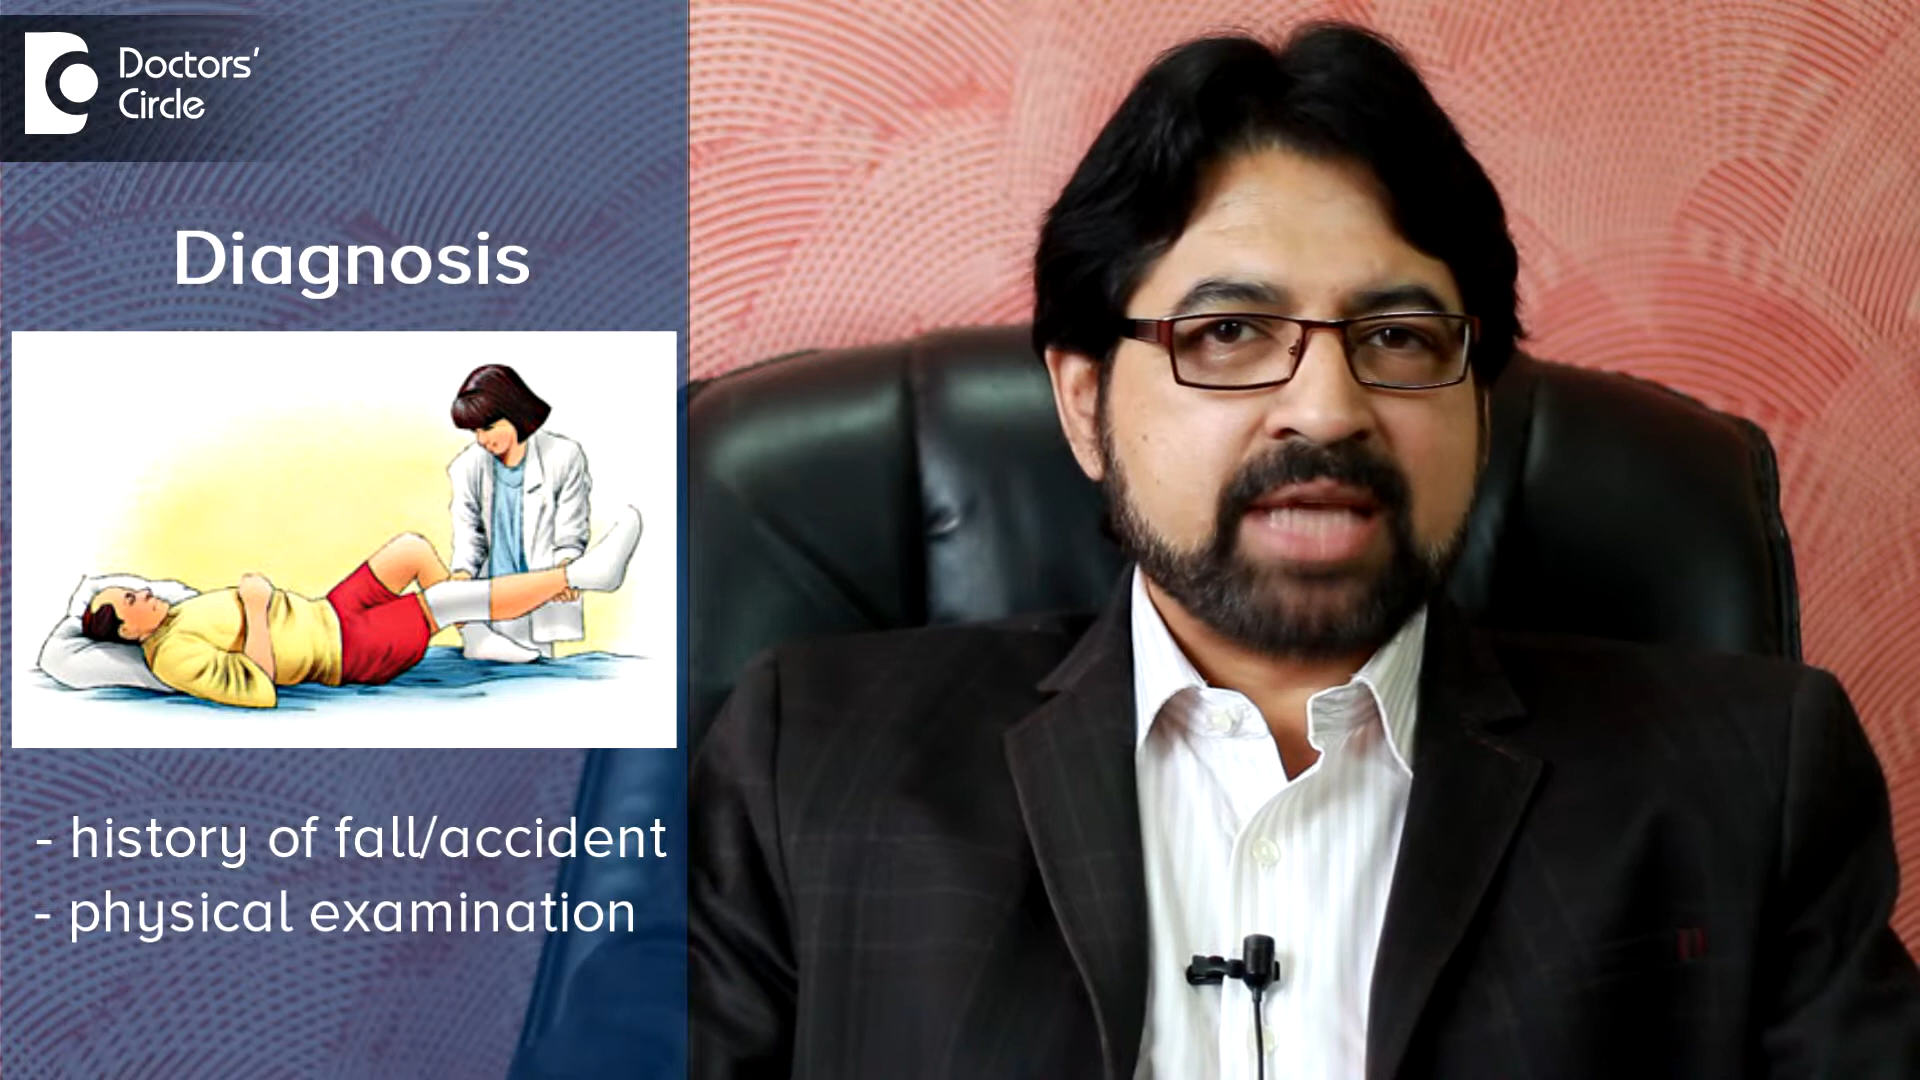 Doctors'
Circle
Diagnosis
- history of fall/accident
- physical examination